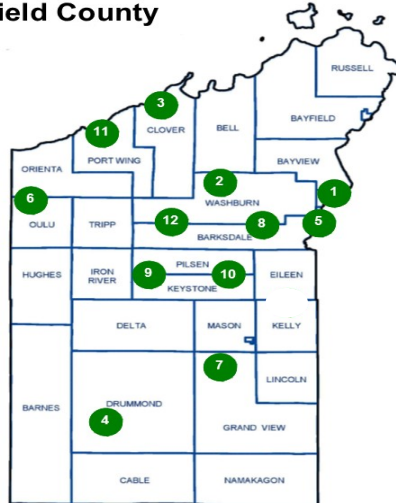 ield County
RUSSELL
3
BELL
BAYFIELD
11
CLOVER
PORT WING
BAYVIEW
ORIENTA
2
1
6
WASHBURN
OULU
TRIPP
12
8
5
BARKSDALE
HUGHES
IRON
RIVER
9
PILSEN
10
EILEEN
KEYSTONE
DELTA
MASON
KELLY
7
LINCOLN
BARNES
DRUMMOND
4
GRAND VIEW
CABLE
NAMAKAGON